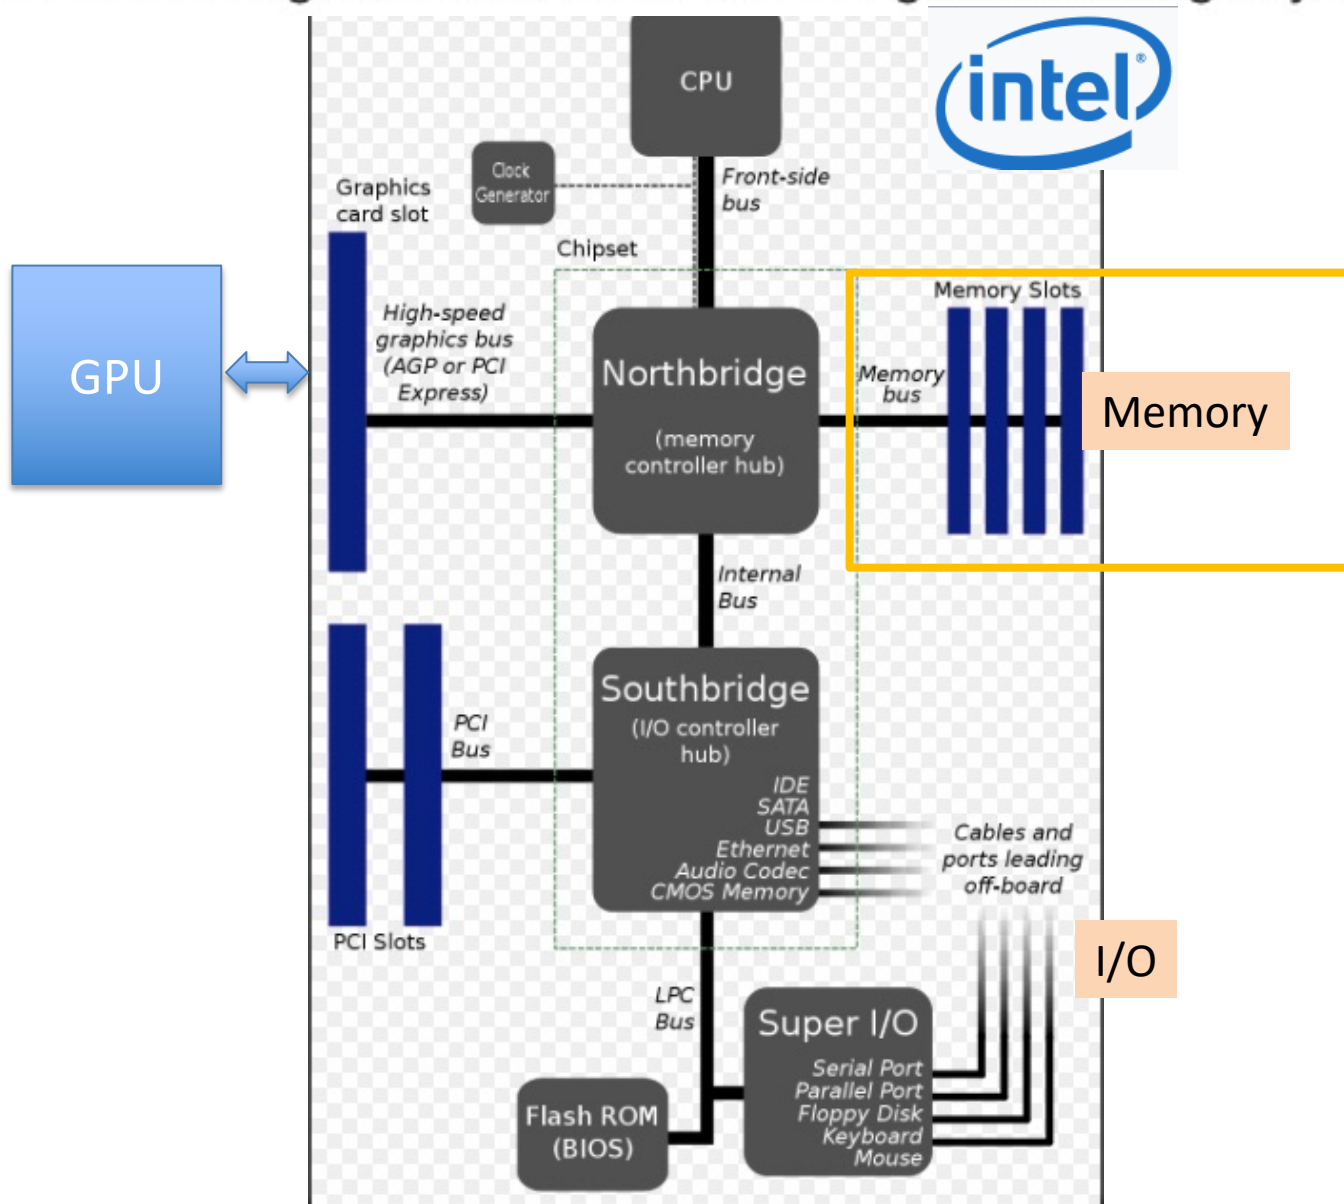 CPU
intel®
Clock
Generator
Front-side
bus
Graphics
card slot
Chipset
GPU
High-speed
graphics bus
(AGP or PCI
Express)
Northbridge
(memory
controller hub)
Memory Slots
Memory
bus
Memory
Internal
Bus
Southbridge
(I/O controller
hub)
IDE
SATA
USB
Ethernet
Audio Codec
CMOS Memory
PCI
Bus
PCI Slots
Cables and
ports leading
off-board
I/O
LPC
Bus
Super I/O
Serial Port
Parallel Port
Floppy Disk
Keyboard
Mouse
Flash ROM
(BIOS)